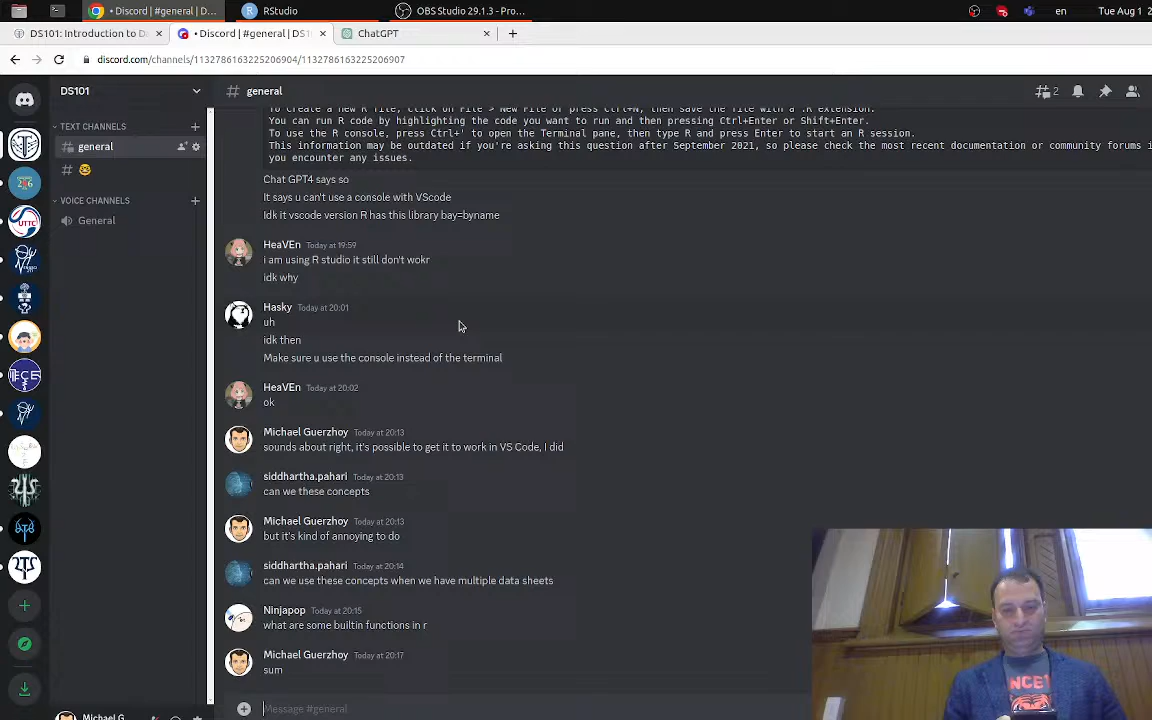 • Discord | #general | D...
RStudio
OBS Studio 29.1.3 - Pro...
en
Tue Aug 1
DS101: Introduction to D
• Discord | #general | DS1
ChatGPT
discord.com/channels/1132786163225206904/1132786163225206907
DS101
general
TEXT CHANNELS
general
VOICE CHANNELS
General
To create a new R file, click on File > New File or press Ctrl+N, then save the file with a .R extension.
You can run R code by highlighting the code you want to run and then pressing Ctrl+Enter or Shift+Enter.
To use the R console, press Ctrl+' to open the Terminal pane, then type R and press Enter to start an R session.
This information may be outdated if you're asking this question after September 2021, so please check the most recent documentation or community forums i
you encounter any issues.
Chat GPT4 says so
It says u can't use a console with VScode
Idk it vscode version R has this library bay=byname
HeaVEn Today at 19:59
i am using R studio it still don't wokr
idk why
Hasky Today at 20:01
uh
idk then
Make sure u use the console instead of the terminal
HeaVEn Today at 20:02
ok
Michael Guerzhoy Today at 20:13
sounds about right, it's possible to get it to work in VS Code, I did
siddhartha.pahari Today at 20:13
can we these concepts
Michael Guerzhoy Today at 20:13
but it's kind of annoying to do
siddhartha.pahari Today at 20:14
can we use these concepts when we have multiple data sheets
Ninjapop Today at 20:15
what are some builtin functions in r
Michael Guerzhoy Today at 20:17
sum
Message #general
Michael G